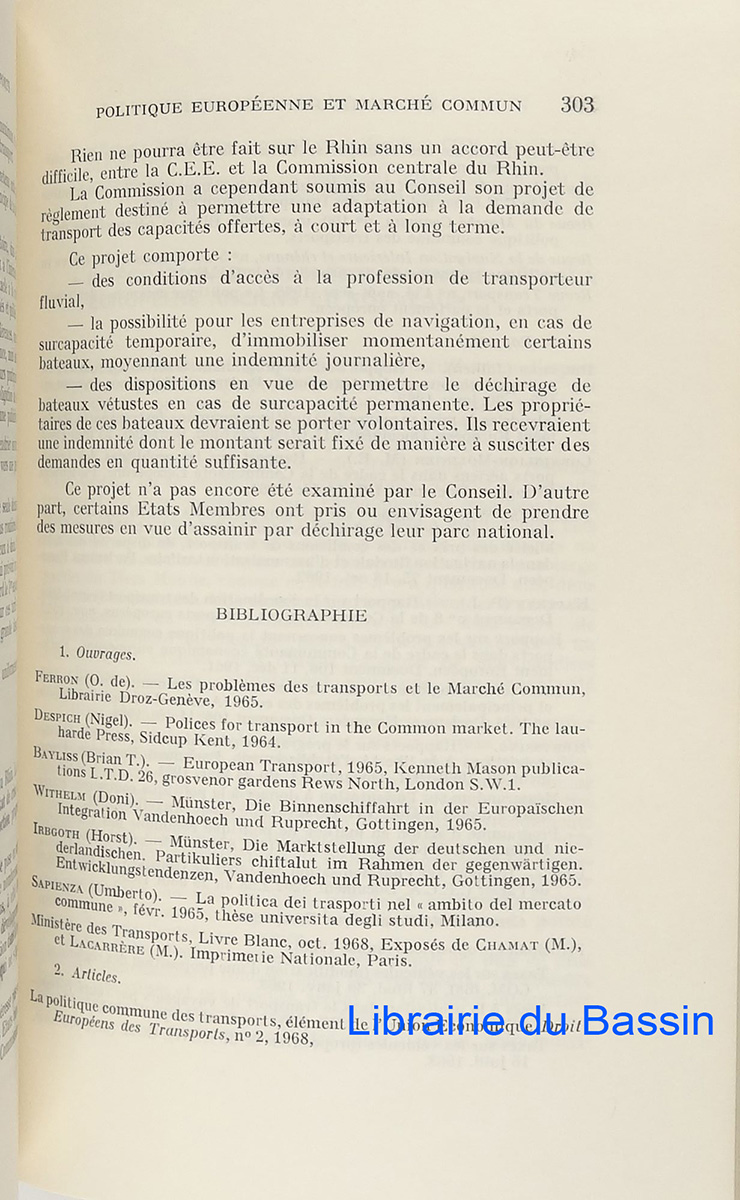 POLITIQUE EUROPÉENNE ET MARCHÉ COMMUN 303
Rien ne pourra être fait sur le Rhin sans un accord peut-être
difficile, entre la C.E.E. et la Commission centrale du Rhin.
La Commission a cependant soumis au Conseil son projet de
règlement destiné à permettre une adaptation à la demande de
transport des capacités offertes, à court et à long terme.
Ce projet comporte :
— des conditions d'accès à la profession de transporteur
fluvial,
— la possibilité pour les entreprises de navigation, en cas de
surcapacité temporaire, d'immobiliser momentanément certains
bateaux, moyennant une indemnité journalière,
— des dispositions en vue de permettre le déchirage de
bateaux vétustes en cas de surcapacité permanente. Les proprié-
taires de ces bateaux devraient se porter volontaires. Ils recevraient
une indemnité dont le montant serait fixé de manière à susciter des
demandes en quantité suffisante.
Ce projet n'a pas encore été examiné par le Conseil. D'autre
part, certains Etats Membres ont pris ou envisagent de prendre
des mesures en vue d'assainir par déchirage leur parc national.
BIBLIOGRAPHIE
1. Ouvrages.
FERRON (O. de). — Les problèmes des transports et le Marché Commun,
Librairie Droz-Genève, 1965.
DESPICH (Nigel). — Polices for transport in the Common market. The lau-
harde Press, Sidcup Kent, 1964.
BAYLISS (Brian T.). — European Transport, 1965, Kenneth Mason publica-
tions L.T.D. 26, grosvenor gardens Rews North, London S.W.1.
WITHELM (Doni). — Münster, Die Binnenschiffahrt in der Europaïschen
Integration Vandenhoech und Ruprecht, Gottingen, 1965.
IRBGOTH (Horst). — Münster, Die Marktstellung der deutschen und nie-
derlandischen. Partikuliers chiftalut im Rahmen der gegenwärtigen.
Entwicklungstendenzen, Vandenhoech und Ruprecht, Gottingen, 1965.
SAPIENZA (Umberto). — La politica dei trasporti nel « ambito del mercato
commune », févr. 1965, thèse universita degli studi, Milano.
Ministère des Transports, Livre Blanc, oct. 1968, Exposés de CHAMAT (M.),
et LACARRÈRE (M.). Imprimerie Nationale, Paris.
2. Articles.
La politique commune des transports, élément de l'Union Economique Droit
Européens des Transports, nº 2, 1968,
Librairie du Bassin